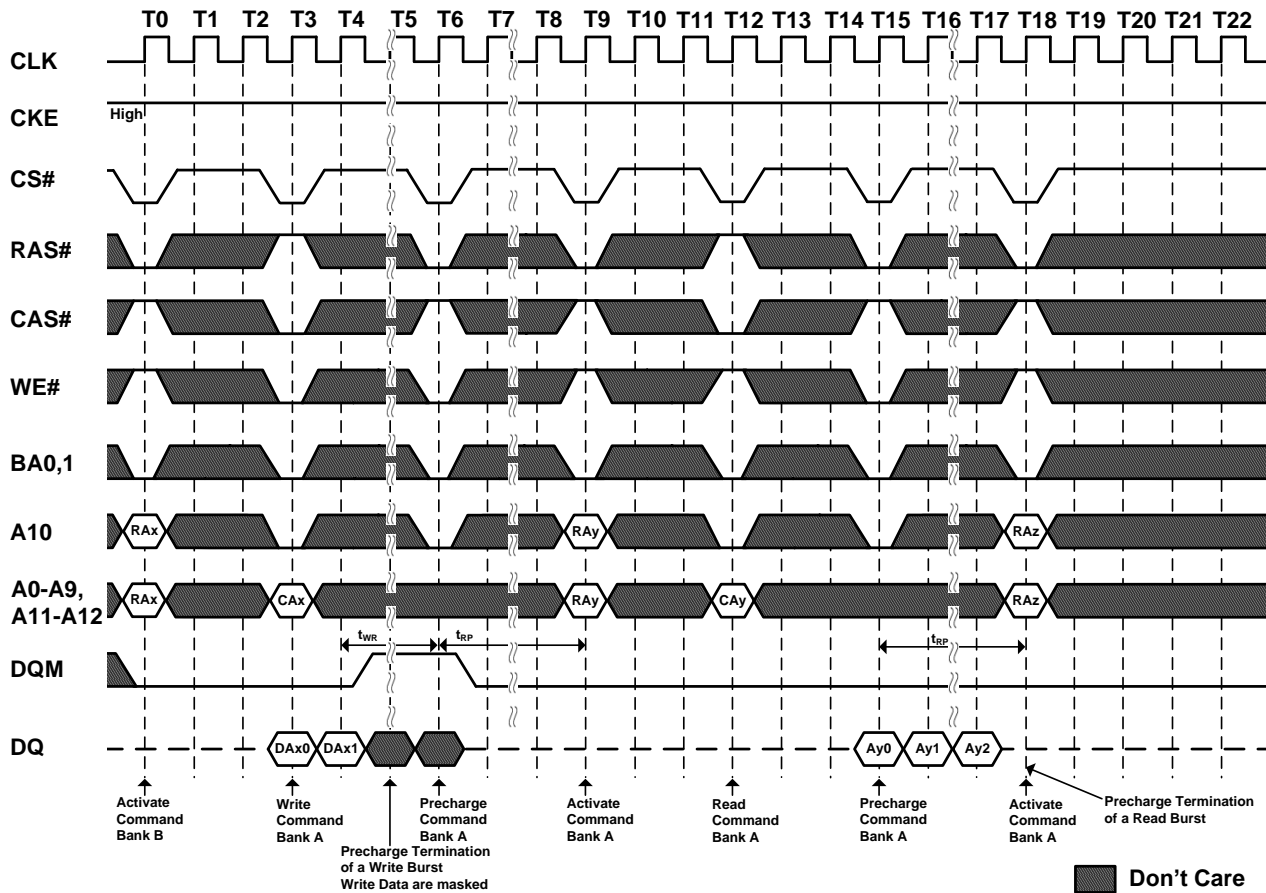 T0 T1 T2 T3 T4 T5 T6 T7 T8 T9 T10 T11 T12 T13 T14 T15 T16 T17 T18 T19 T20 T21 T22
CLK
CKE
High
CS#
RAS#
CAS#
WE#
BA0,1
A10
RAx RAy RAz
A0-A9,
A11-A12
RAx CAx RAy CAy RAz
tWR tRP tRP
DQM
DQ
DAx0 DAx1 Ay0 Ay1 Ay2
Activate
Command
Bank B
Write
Command
Bank A
Precharge Termination
of a Write Burst
Write Data are masked
Precharge
Command
Bank A
Activate
Command
Bank A
Read
Command
Bank A
Precharge
Command
Bank A
Activate
Command
Bank A
Precharge Termination
of a Read Burst
Don't Care